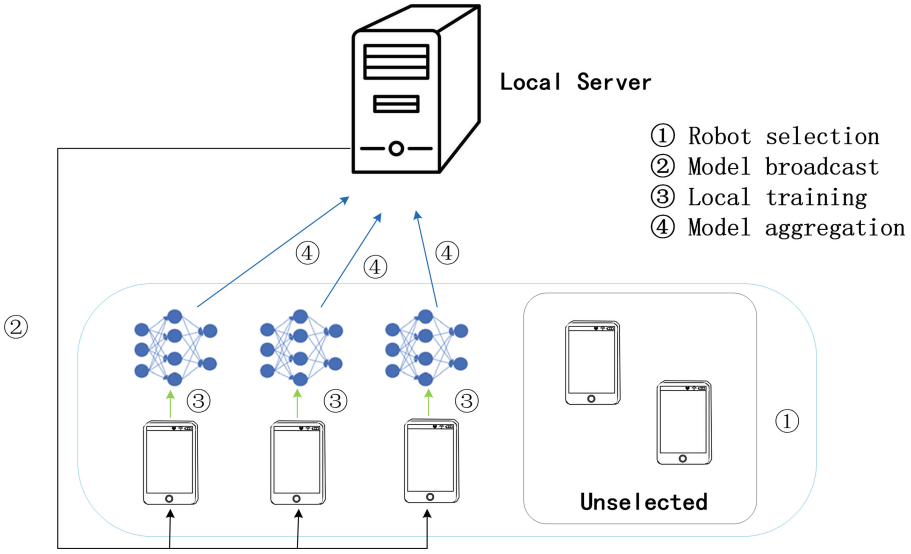 Local Server
① Robot selection
② Model broadcast
③ Local training
④ Model aggregation
④
④
④
②
③
③
③
①
Unselected